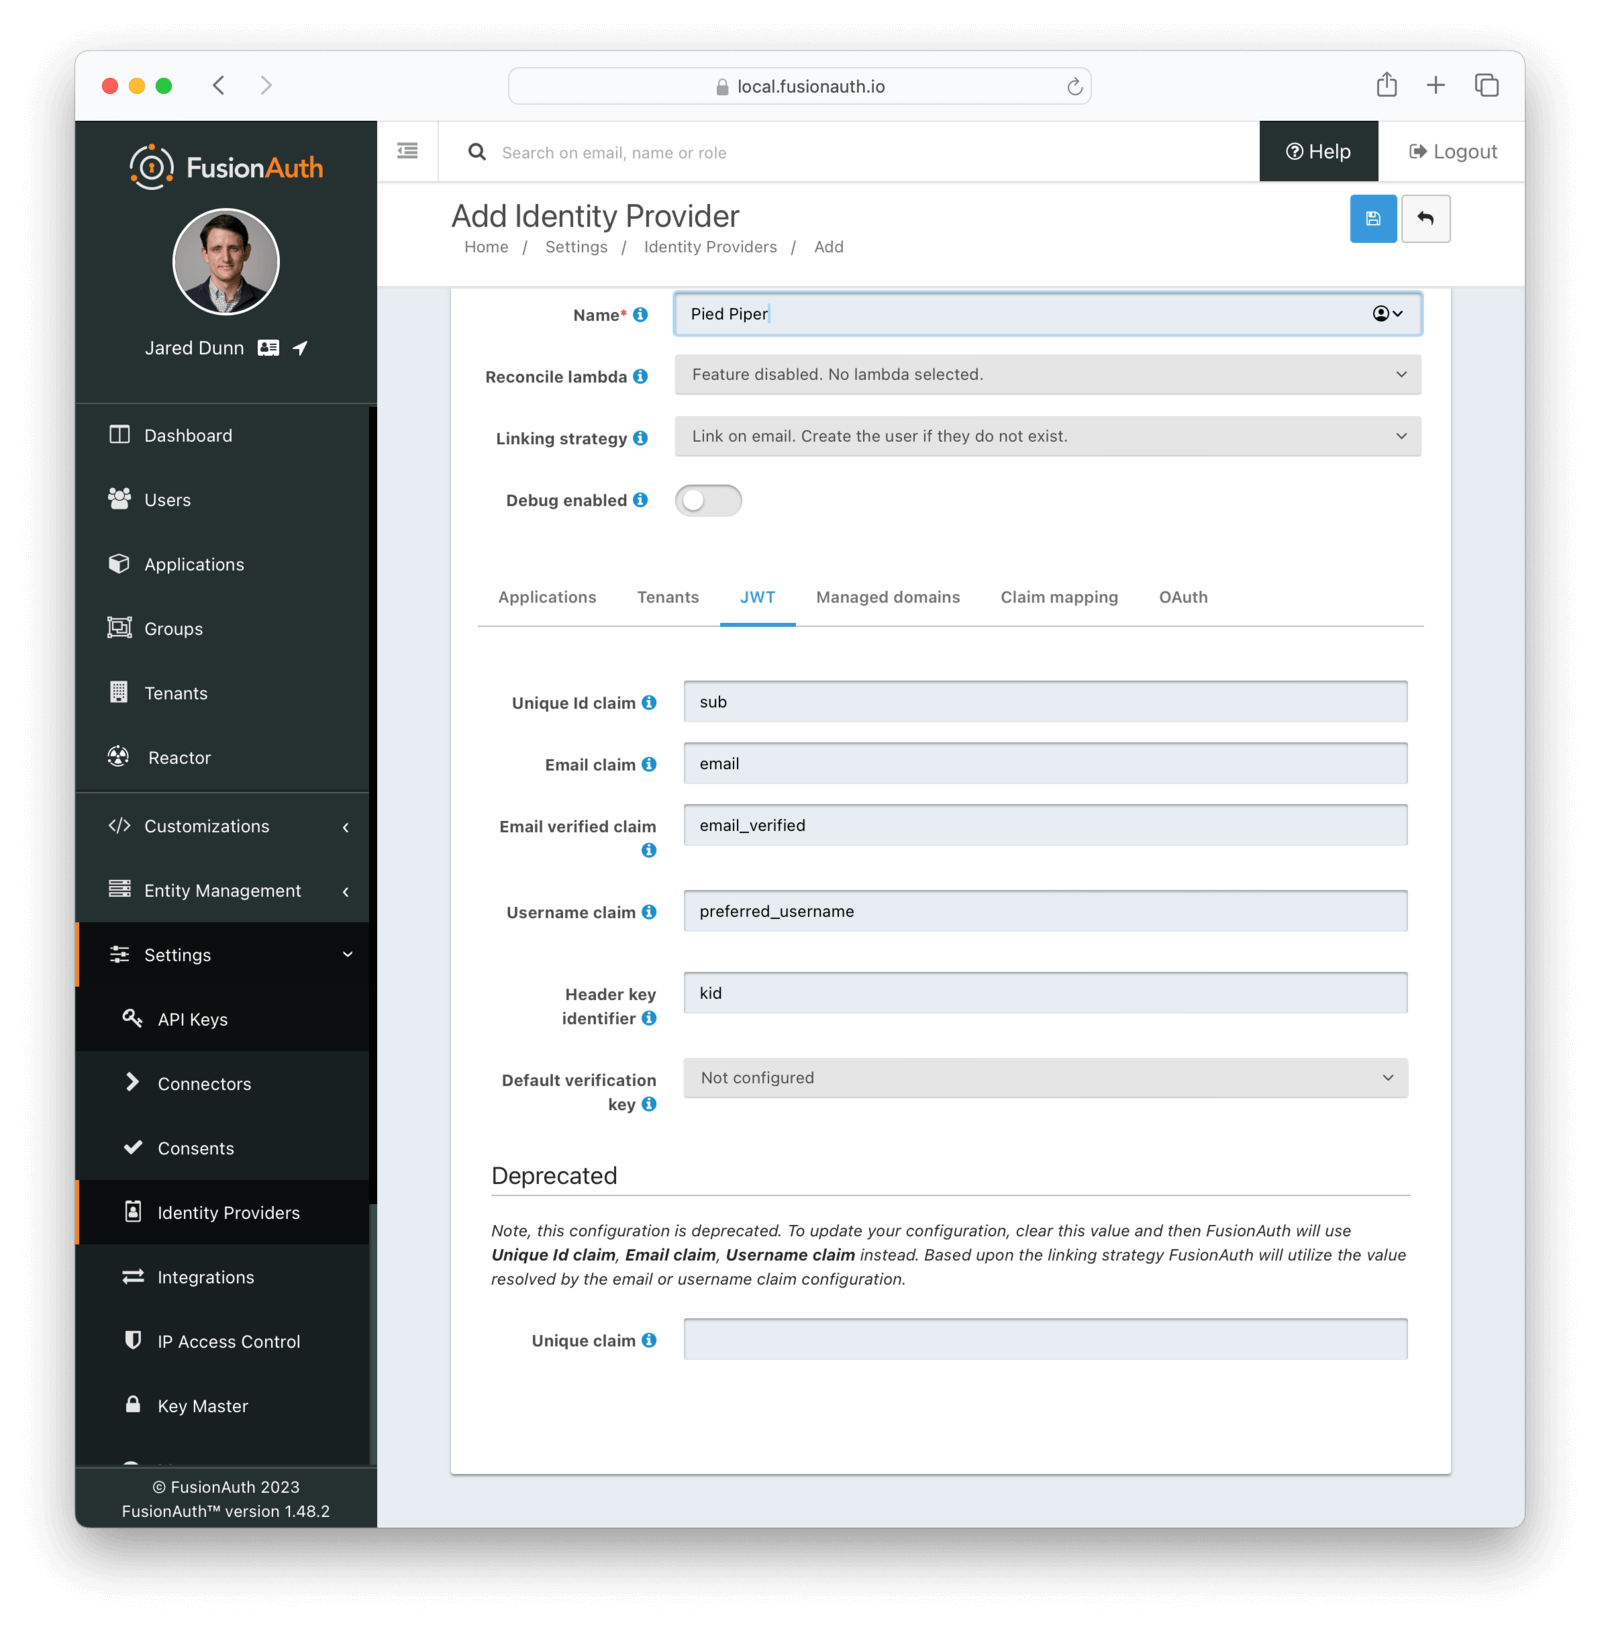 local.fusionauth.io
FusionAuth
Search on email, name or role
Help
Logout
Add Identity Provider
Home / Settings / Identity Providers / Add
Jared Dunn
Dashboard
Users
Applications
Groups
Tenants
Reactor
Customizations
Entity Management
Settings
API Keys
Connectors
Consents
Identity Providers
Integrations
IP Access Control
Key Master
© FusionAuth 2023
FusionAuth™ version 1.48.2
Name* Pied Piper
Reconcile lambda Feature disabled. No lambda selected.
Linking strategy Link on email. Create the user if they do not exist.
Debug enabled
Applications Tenants JWT Managed domains Claim mapping OAuth
Unique Id claim sub
Email claim email
Email verified claim email_verified
Username claim preferred_username
Header key
identifier kid
Default verification
key Not configured
Deprecated
Note, this configuration is deprecated. To update your configuration, clear this value and then FusionAuth will use
Unique Id claim, Email claim, Username claim instead. Based upon the linking strategy FusionAuth will utilize the value
resolved by the email or username claim configuration.
Unique claim